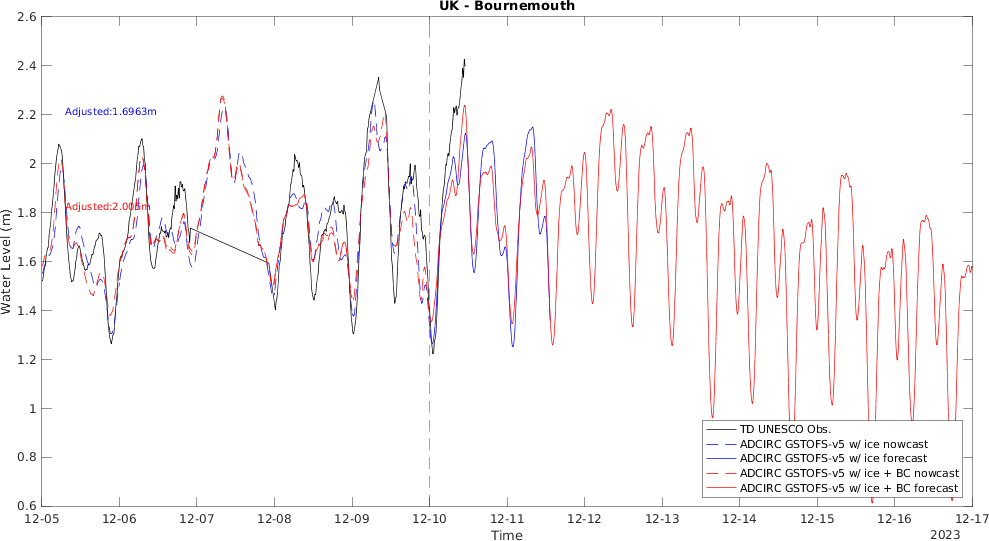 UK - Bournemouth
2.6
2.4
2.2
2
1.8
1.6
1.4
1.2
1
0.8
0.6
Water Level (m)
Adjusted:1.6963m
Adjusted:2.005m
TD UNESCO Obs.
ADCIRC GSTOFS-v5 w/ ice nowcast
ADCIRC GSTOFS-v5 w/ ice forecast
ADCIRC GSTOFS-v5 w/ ice + BC nowcast
ADCIRC GSTOFS-v5 w/ ice + BC forecast
12-05 12-06 12-07 12-08 12-09 12-10 12-11 12-12 12-13 12-14 12-15 12-16 12-17
Time
2023